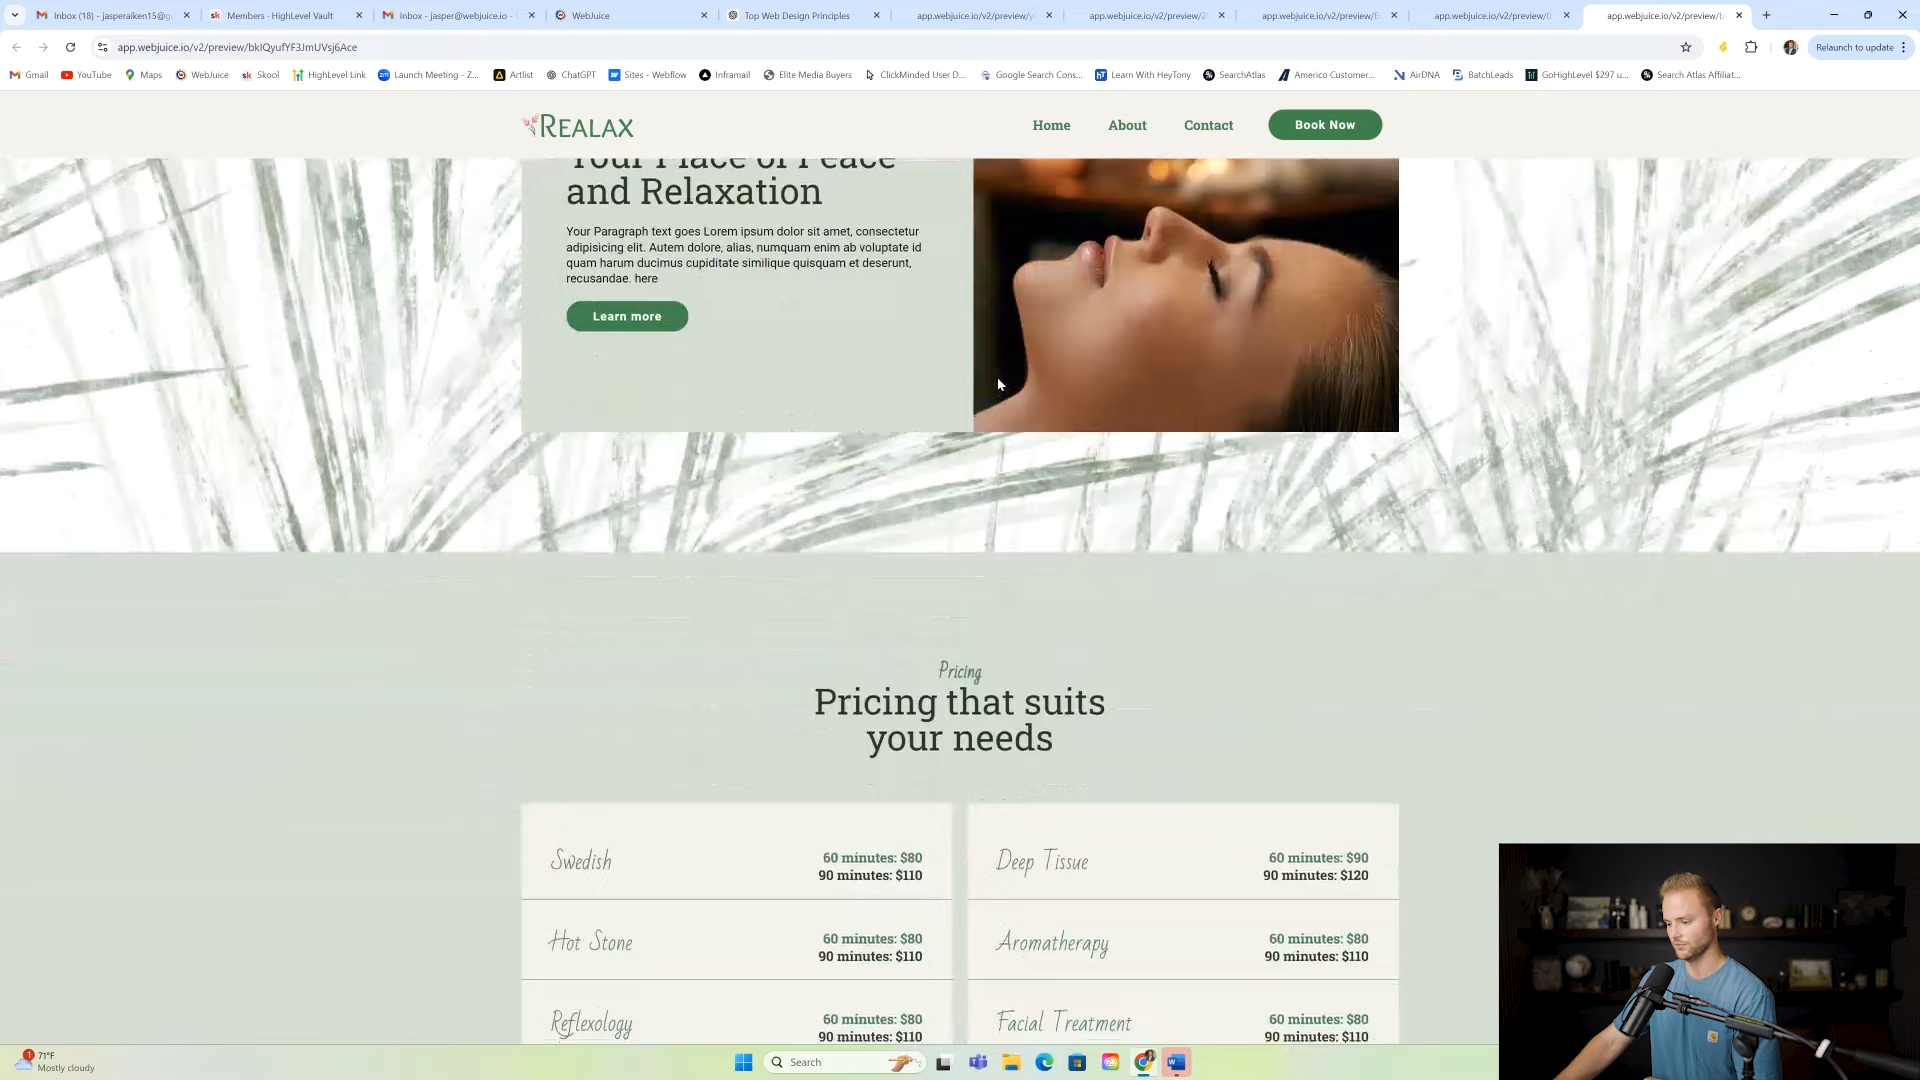 Inbox (18) - jasperaiken15@g
Members - HighLevel Vault
Inbox - jasper@webjuice.io -
WebJuice
Top Web Design Principles
app.webjuice.io/v2/preview/
app.webjuice.io/v2/preview/2
app.webjuice.io/v2/preview/
app.webjuice.io/v2/preview/
app.webjuice.io/v2/preview/b
app.webjuice.io/v2/preview/bkIQyufYF3JmUVsj6Ace
Relaunch to update
Gmail
YouTube
Maps
WebJuice
Skool
HighLevel Link
Launch Meeting - Z...
Artlist
ChatGPT
Sites - Webflow
Inframail
Elite Media Buyers
ClickMinded User D...
Google Search Cons...
Learn With HeyTony
SearchAtlas
Americo Customer...
AirDNA
BatchLeads
GoHighLevel $297 u...
Search Atlas Affiliat...
REALAX
Home
About
Contact
Book Now
Your Place of Peace
and Relaxation
Your Paragraph text goes Lorem ipsum dolor sit amet, consectetur
adipisicing elit. Autem dolore, alias, numquam enim ab voluptate id
quam harum ducimus cupiditate similique quisquam et deserunt,
recusandae. here
Learn more
Pricing
Pricing that suits
your needs
Swedish
60 minutes: $80
90 minutes: $110
Deep Tissue
60 minutes: $90
90 minutes: $120
Hot Stone
60 minutes: $80
90 minutes: $110
Aromatherapy
60 minutes: $80
90 minutes: $110
Reflexology
60 minutes: $80
90 minutes: $110
Facial Treatment
60 minutes: $80
90 minutes: $110
1
71°F
Mostly cloudy
Search